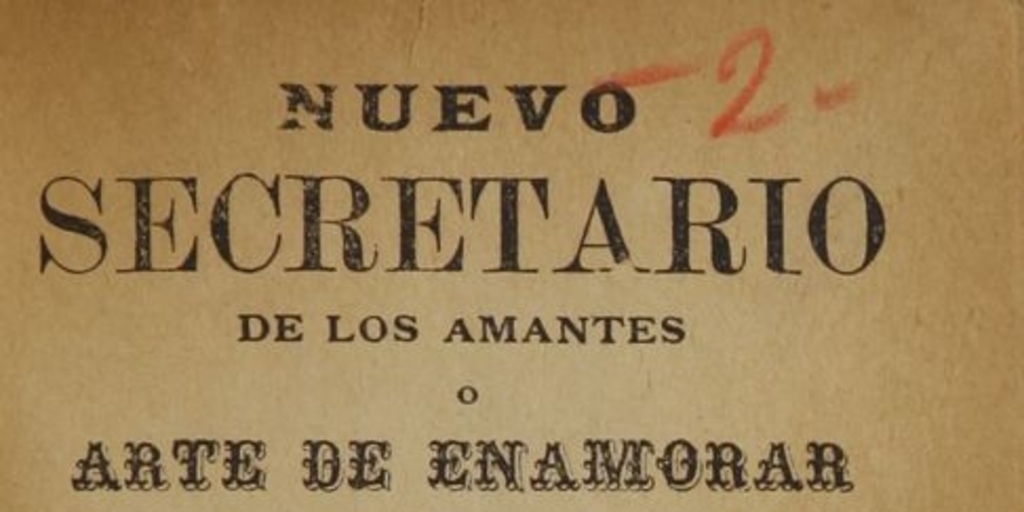 NUEVO -2-
SECRETARIO
DE LOS AMANTES
O
ARTE DE ENAMORAR